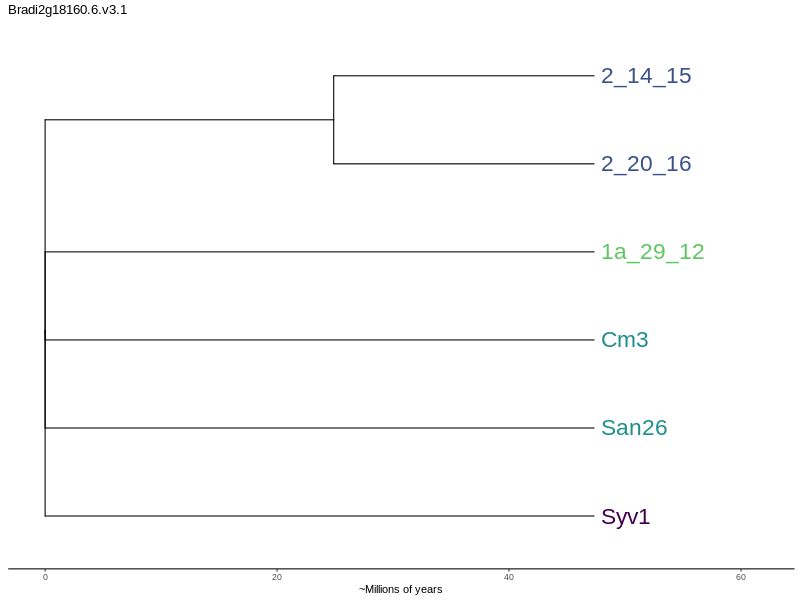 Bradi2g18160.6.v3.1
2_14_15
2_20_16
1a_29_12
Cm3
San26
Syv1
0 20 40 60
~Millions of years